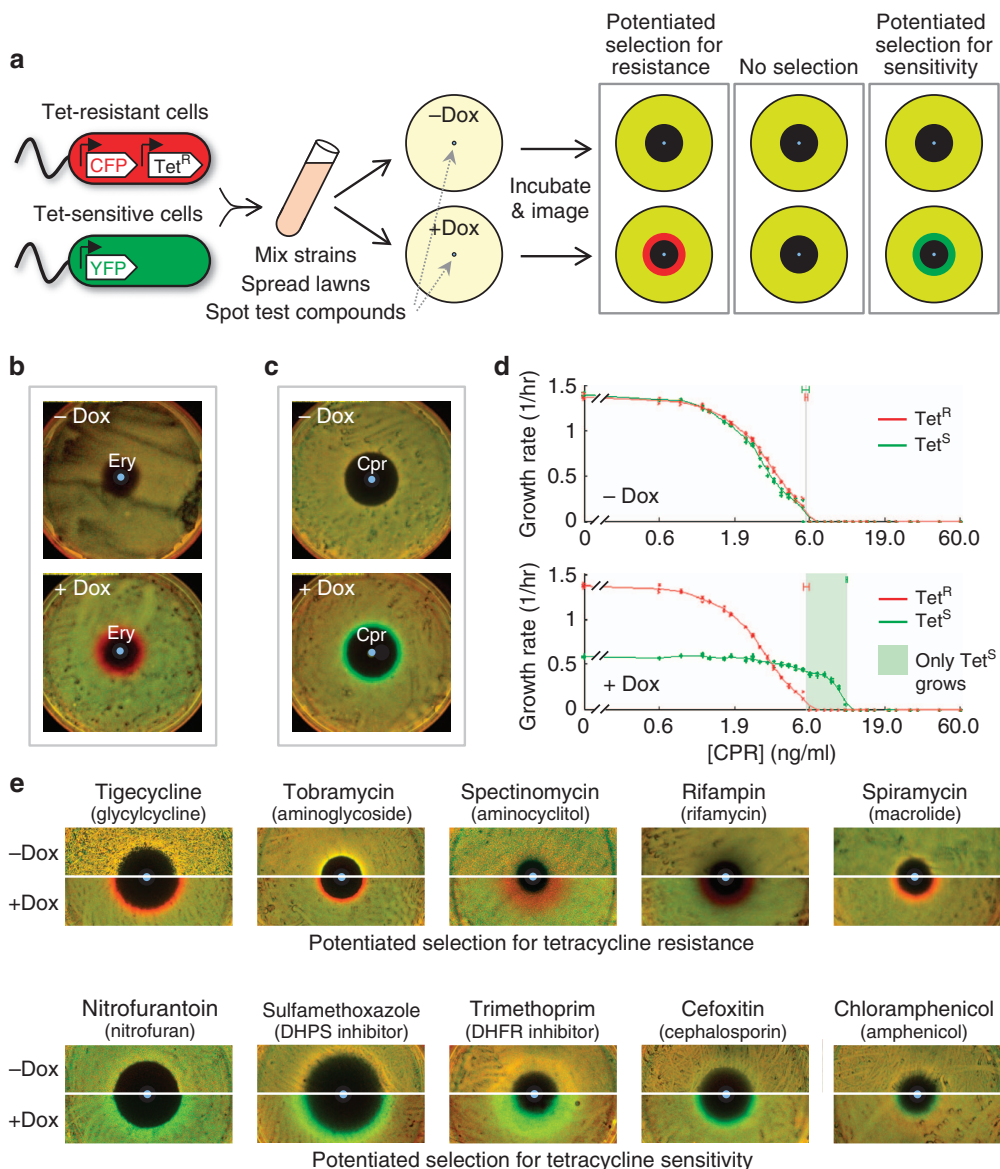 a
Tet-resistant cells
CFP
Tet^R
Tet-sensitive cells
YFP
Mix strains
Spread lawns
Spot test compounds
–Dox
+Dox
Incubate
& image
Potentiated
selection for
resistance
No selection
Potentiated
selection for
sensitivity
b
– Dox
Ery
+ Dox
Ery
c
– Dox
Cpr
+ Dox
Cpr
d
Growth rate (1/hr)
1.5
1
0.5
0
– Dox
Tet^R
Tet^S
0 0.6 1.9 6.0 19.0 60.0
Growth rate (1/hr)
1.5
1
0.5
0
+ Dox
Tet^R
Tet^S
Only Tet^S
grows
0 0.6 1.9 6.0 19.0 60.0
[CPR] (ng/ml)
e
Tigecycline
(glycylcycline)
Tobramycin
(aminoglycoside)
Spectinomycin
(aminocyclitol)
Rifampin
(rifamycin)
Spiramycin
(macrolide)
–Dox
+Dox
Potentiated selection for tetracycline resistance
Nitrofurantoin
(nitrofuran)
Sulfamethoxazole
(DHPS inhibitor)
Trimethoprim
(DHFR inhibitor)
Cefoxitin
(cephalosporin)
Chloramphenicol
(amphenicol)
–Dox
+Dox
Potentiated selection for tetracycline sensitivity